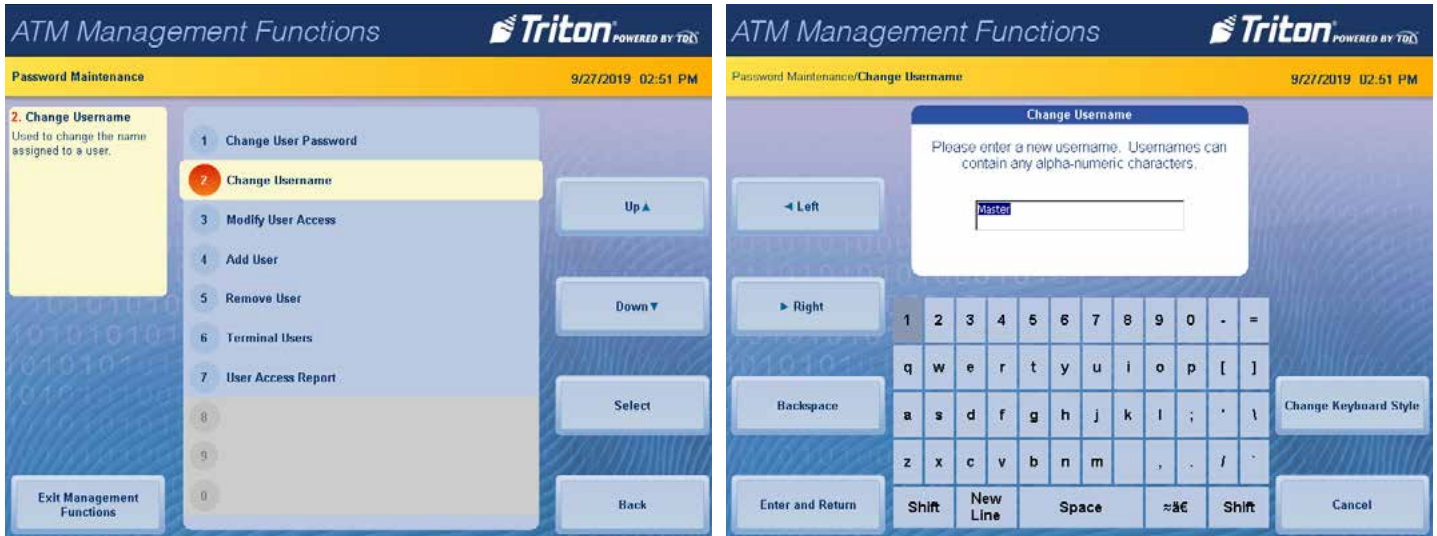 ATM Management Functions
Triton POWERED BY TDL
Password Maintenance
9/27/2019 02:51 PM
2. Change Username
Used to change the name
assigned to a user.
1 Change User Password
2 Change Username
3 Modify User Access
4 Add User
5 Remove User
6 Terminal Users
7 User Access Report
8
9
0
Up▲
Down▼
Select
Back
Exit Management
Functions
ATM Management Functions
Triton POWERED BY TDL
Password Maintenance/Change Username
9/27/2019 02:51 PM
Change Username
Please enter a new username. Usernames can
contain any alpha-numeric characters.
Master
◄ Left
► Right
Backspace
Enter and Return
1 2 3 4 5 6 7 8 9 0 - =
q w e r t y u i o p [ ]
a s d f g h j k l ; ' \
z x c v b n m , . / `
Shift New Line Space ≈ä€ Shift
Change Keyboard Style
Cancel